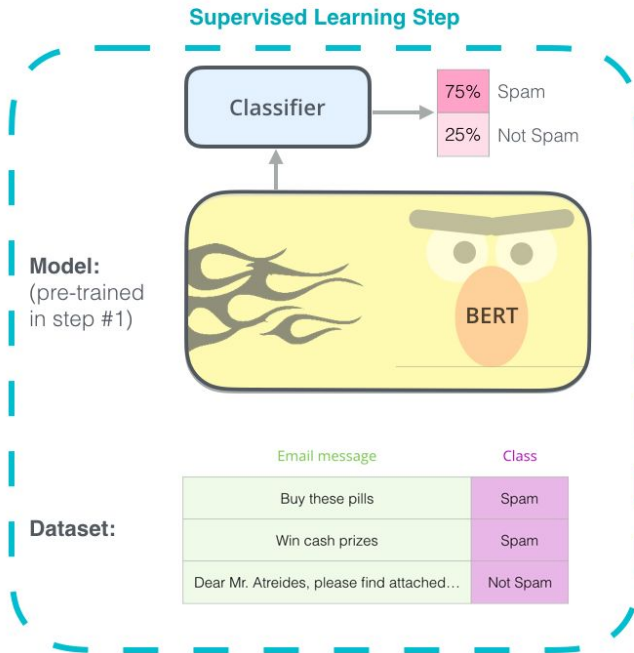 Supervised Learning Step
Classifier
75% Spam
25% Not Spam
Model:
(pre-trained
in step #1)
BERT
Email message Class
Dataset:
Buy these pills Spam
Win cash prizes Spam
Dear Mr. Atreides, please find attached... Not Spam